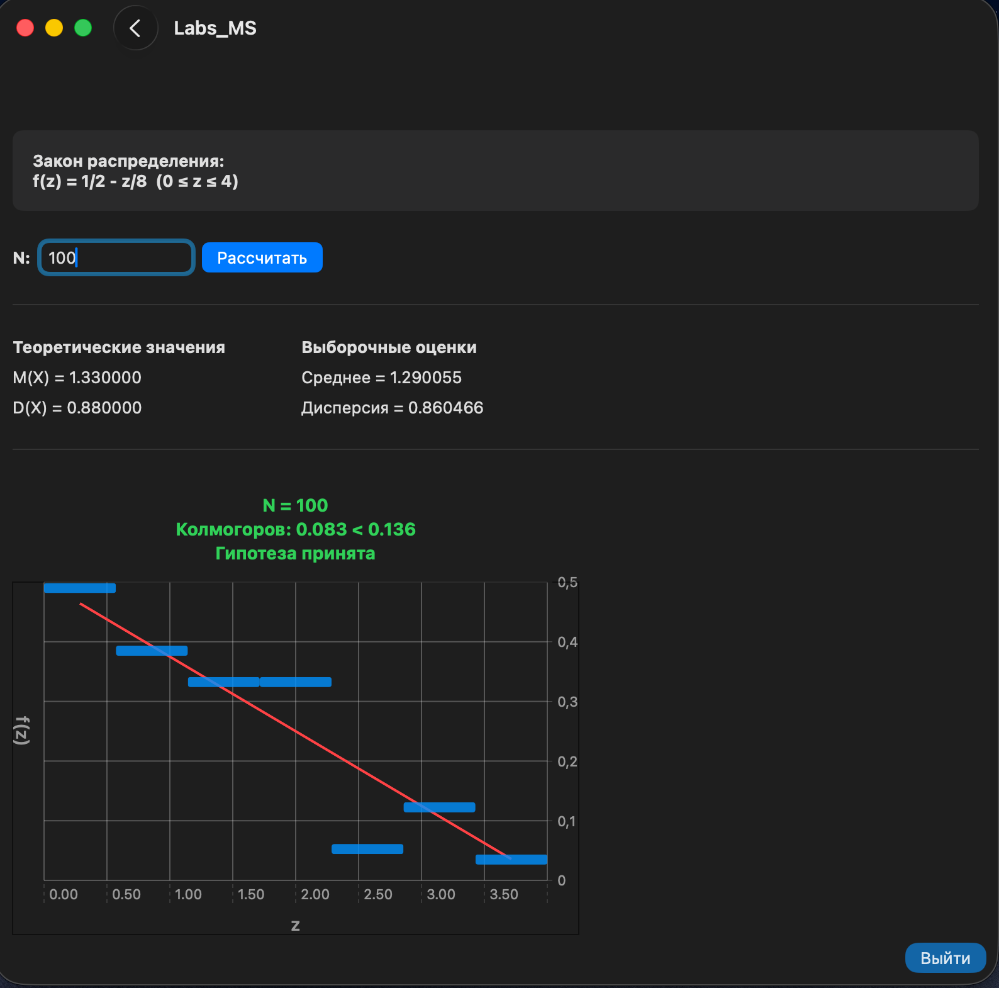 Labs_MS
Закон распределения:
f(z) = 1/2 - z/8 (0 ≤ z ≤ 4)
N: 100 Рассчитать
Теоретические значения
M(X) = 1.330000
D(X) = 0.880000
Выборочные оценки
Среднее = 1.290055
Дисперсия = 0.860466
N = 100
Колмогоров: 0.083 < 0.136
Гипотеза принята
f(z)
0,5
0,4
0,3
0,2
0,1
0
0.00 0.50 1.00 1.50 2.00 2.50 3.00 3.50
z
Выйти